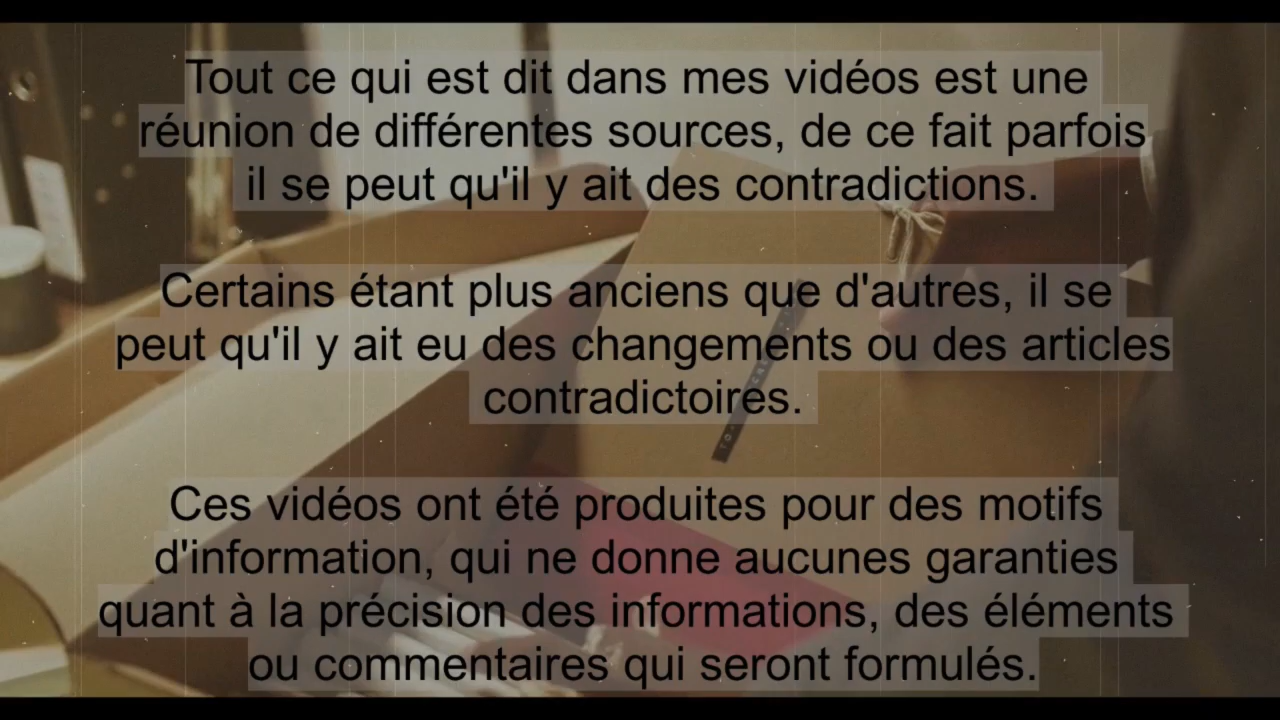 Tout ce qui est dit dans mes vidéos est une
réunion de différentes sources, de ce fait parfois
il se peut qu'il y ait des contradictions.
Certains étant plus anciens que d'autres, il se
peut qu'il y ait eu des changements ou des articles
contradictoires.
Ces vidéos ont été produites pour des motifs
d'information, qui ne donne aucunes garanties
quant à la précision des informations, des éléments
ou commentaires qui seront formulés.